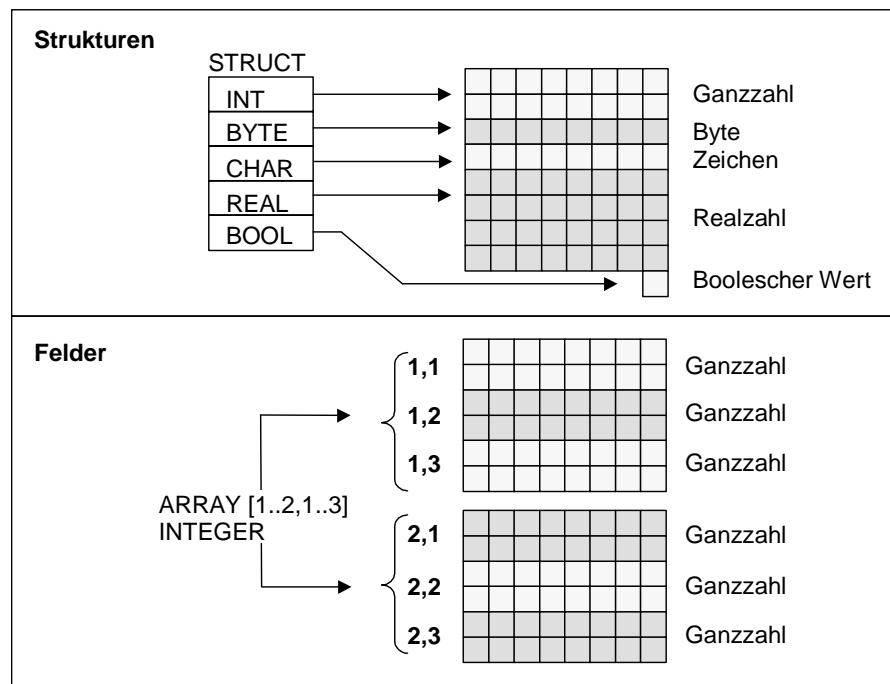 Strukturen
STRUCT
INT
BYTE
CHAR
REAL
BOOL
Ganzzahl
Byte
Zeichen
Realzahl
Boolescher Wert
Felder
ARRAY [1..2,1..3]
INTEGER
1,1 Ganzzahl
1,2 Ganzzahl
1,3 Ganzzahl
2,1 Ganzzahl
2,2 Ganzzahl
2,3 Ganzzahl